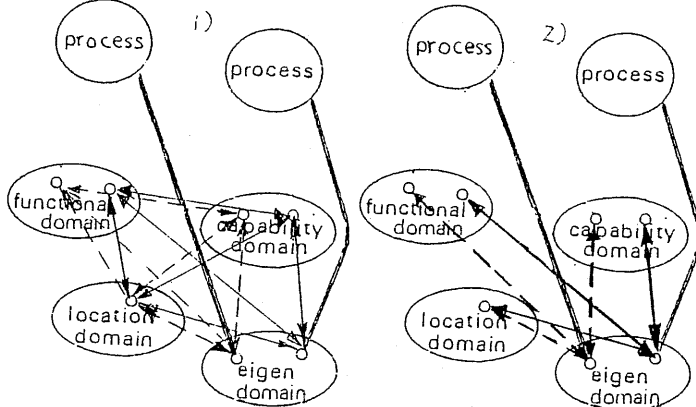 1)
process
process
functional
domain
capability
domain
location
domain
eigen
domain
2)
process
process
functional
domain
capability
domain
location
domain
eigen
domain